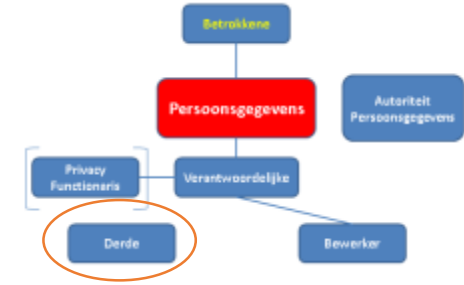 Betrokkene
Persoonsgegevens
Autoriteit
Persoonsgegevens
Privacy
Functionaris
Verantwoordelijke
Derde
Bewerker